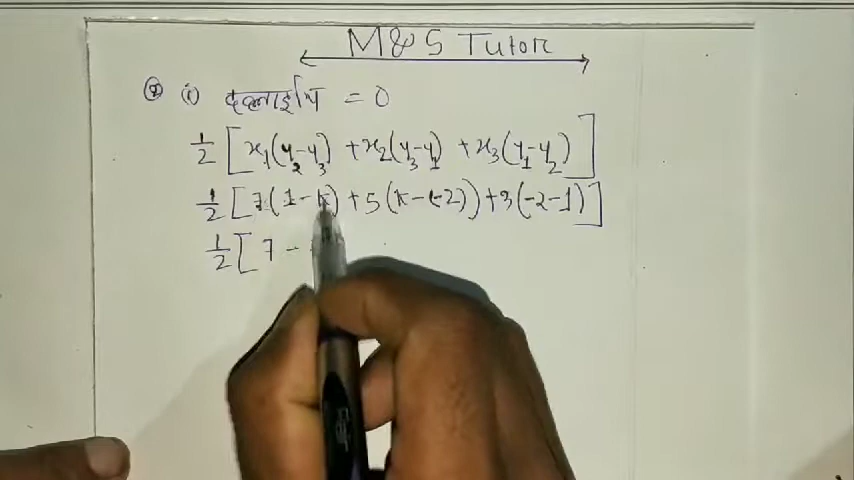 M&S Tutor
② (i) = 0
1/2 [x₁(y₂-y₃) + x₂(y₃-y₁) + x₃(y₁-y₂)]
1/2 [7(1-k) + 5(k-(-2)) + 3(-2-1)]
1/2 [7 -